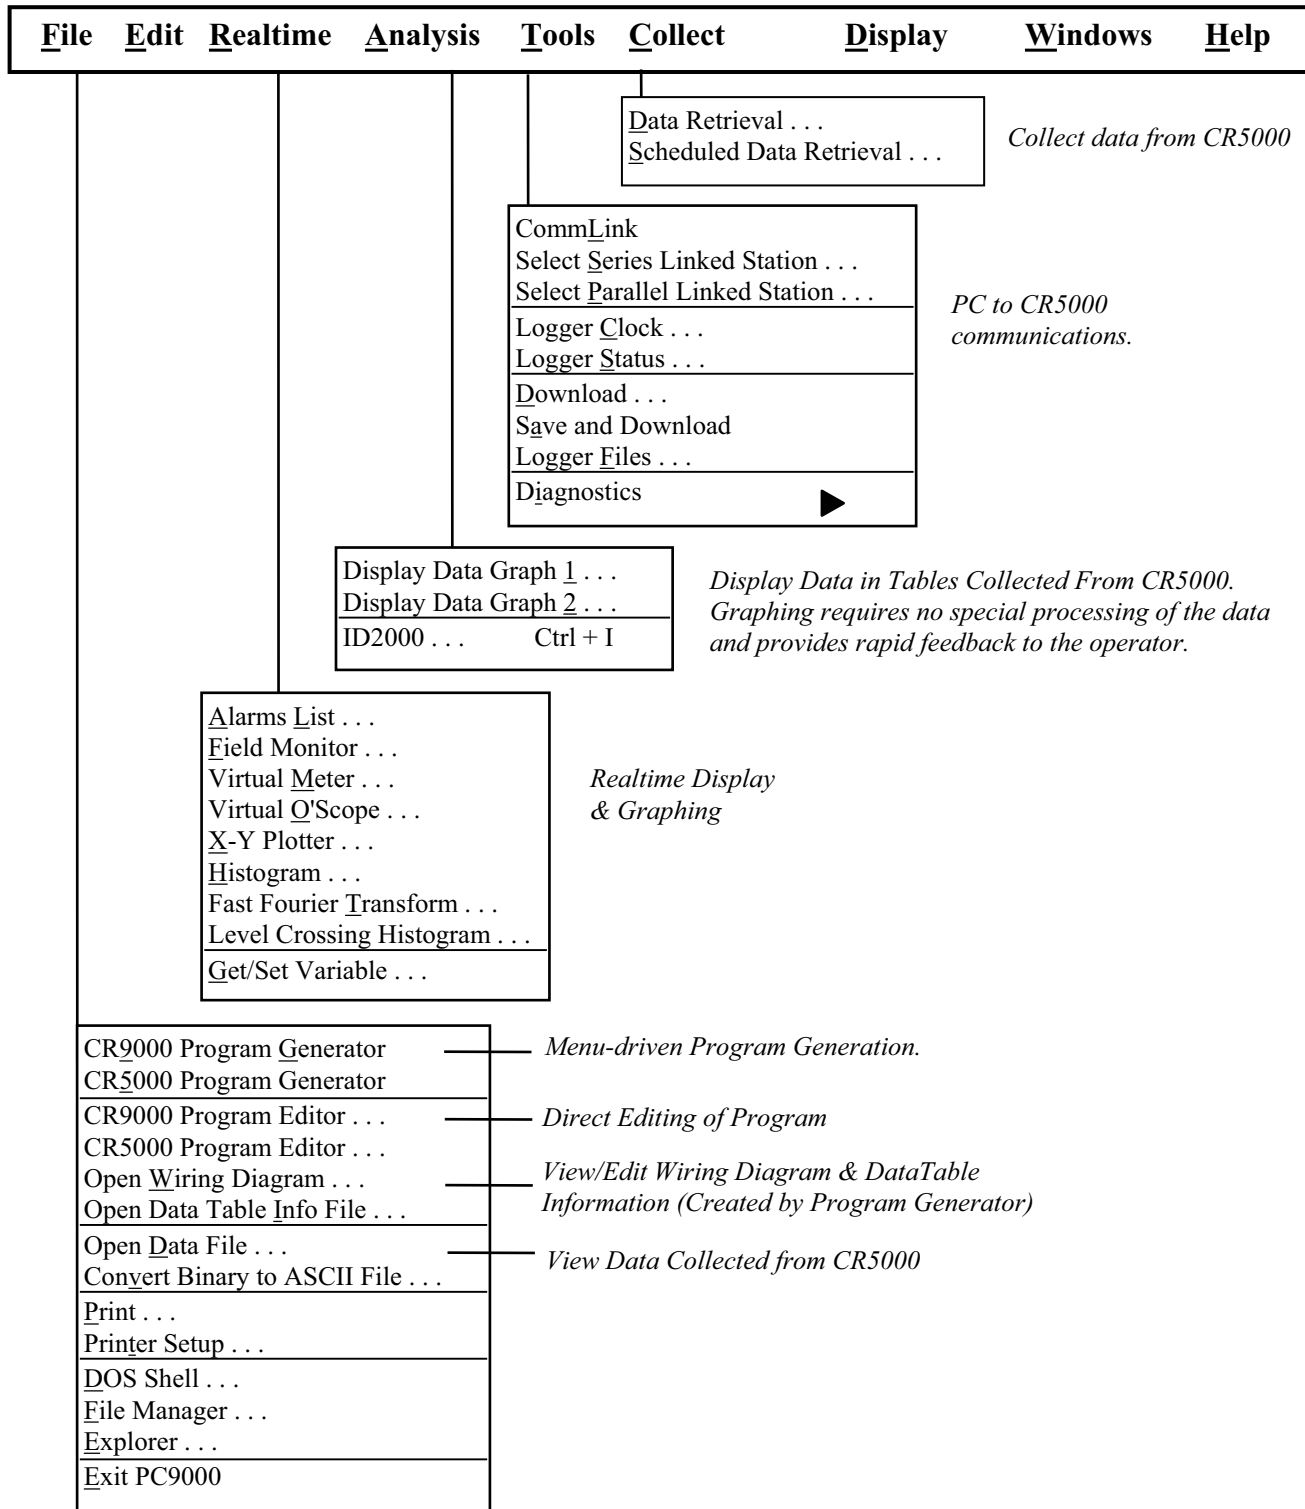 File Edit Realtime Analysis Tools Collect Display Windows Help
Data Retrieval . . .
Scheduled Data Retrieval . . .
Collect data from CR5000
CommLink
Select Series Linked Station . . .
Select Parallel Linked Station . . .
Logger Clock . . .
Logger Status . . .
Download . . .
Save and Download
Logger Files . . .
Diagnostics
PC to CR5000
communications.
Display Data Graph 1 . . .
Display Data Graph 2 . . .
ID2000 . . . Ctrl + I
Display Data in Tables Collected From CR5000.
Graphing requires no special processing of the data
and provides rapid feedback to the operator.
Alarms List . . .
Field Monitor . . .
Virtual Meter . . .
Virtual O'Scope . . .
X-Y Plotter . . .
Histogram . . .
Fast Fourier Transform . . .
Level Crossing Histogram . . .
Get/Set Variable . . .
Realtime Display
& Graphing
CR9000 Program Generator
Menu-driven Program Generation.
CR5000 Program Generator
CR9000 Program Editor . . .
Direct Editing of Program
CR5000 Program Editor . . .
Open Wiring Diagram . . .
Open Data Table Info File . . .
View/Edit Wiring Diagram & DataTable
Information (Created by Program Generator)
Open Data File . . .
View Data Collected from CR5000
Convert Binary to ASCII File . . .
Print . . .
Printer Setup . . .
DOS Shell . . .
File Manager . . .
Explorer . . .
Exit PC9000